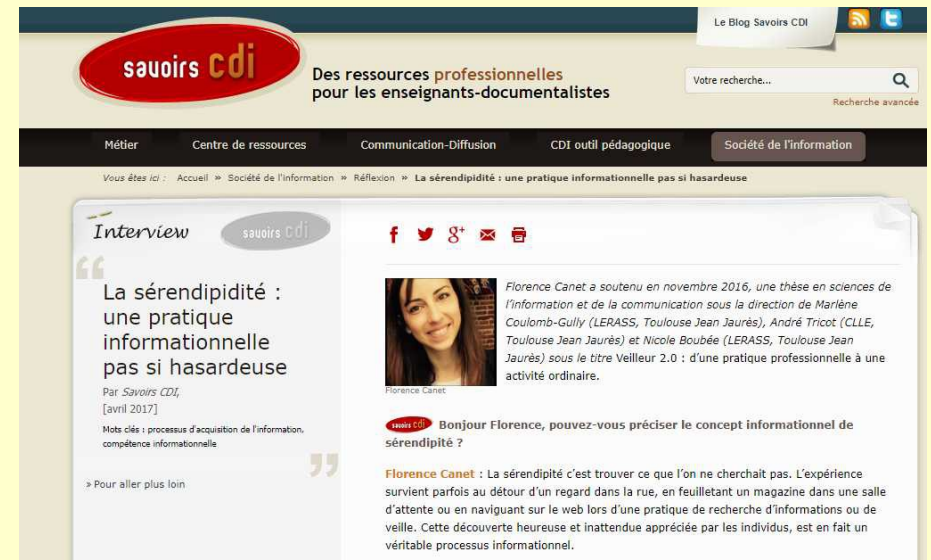 Le Blog Savoirs CDI
savoirs cdi
Des ressources professionnelles
pour les enseignants-documentalistes
Votre recherche...
Recherche avancée
Métier
Centre de ressources
Communication-Diffusion
CDI outil pédagogique
Société de l'information
Vous êtes ici : Accueil » Société de l'information » Réflexion » La sérendipidité : une pratique informationnelle pas si hasardeuse
Interview
savoirs cdi
La sérendipidité :
une pratique
informationnelle
pas si hasardeuse
Par Savoirs CDI,
[avril 2017]
Mots clés : processus d'acquisition de l'information,
compétence informationnelle
» Pour aller plus loin
Florence Canet a soutenu en novembre 2016, une thèse en sciences de
l'information et de la communication sous la direction de Marlène
Coulomb-Gully (LERASS, Toulouse Jean Jaurès), André Tricot (CLLE,
Toulouse Jean Jaurès) et Nicole Boubée (LERASS, Toulouse Jean
Jaurès) sous le titre Veilleur 2.0 : d'une pratique professionnelle à une
activité ordinaire.
Florence Canet
savoirs cdi Bonjour Florence, pouvez-vous préciser le concept informationnel de
sérendipité ?
Florence Canet : La sérendipité c'est trouver ce que l'on ne cherchait pas. L'expérience
survient parfois au détour d'un regard dans la rue, en feuilletant un magazine dans une salle
d'attente ou en naviguant sur le web lors d'une pratique de recherche d'informations ou de
veille. Cette découverte heureuse et inattendue appréciée par les individus, est en fait un
véritable processus informationnel.